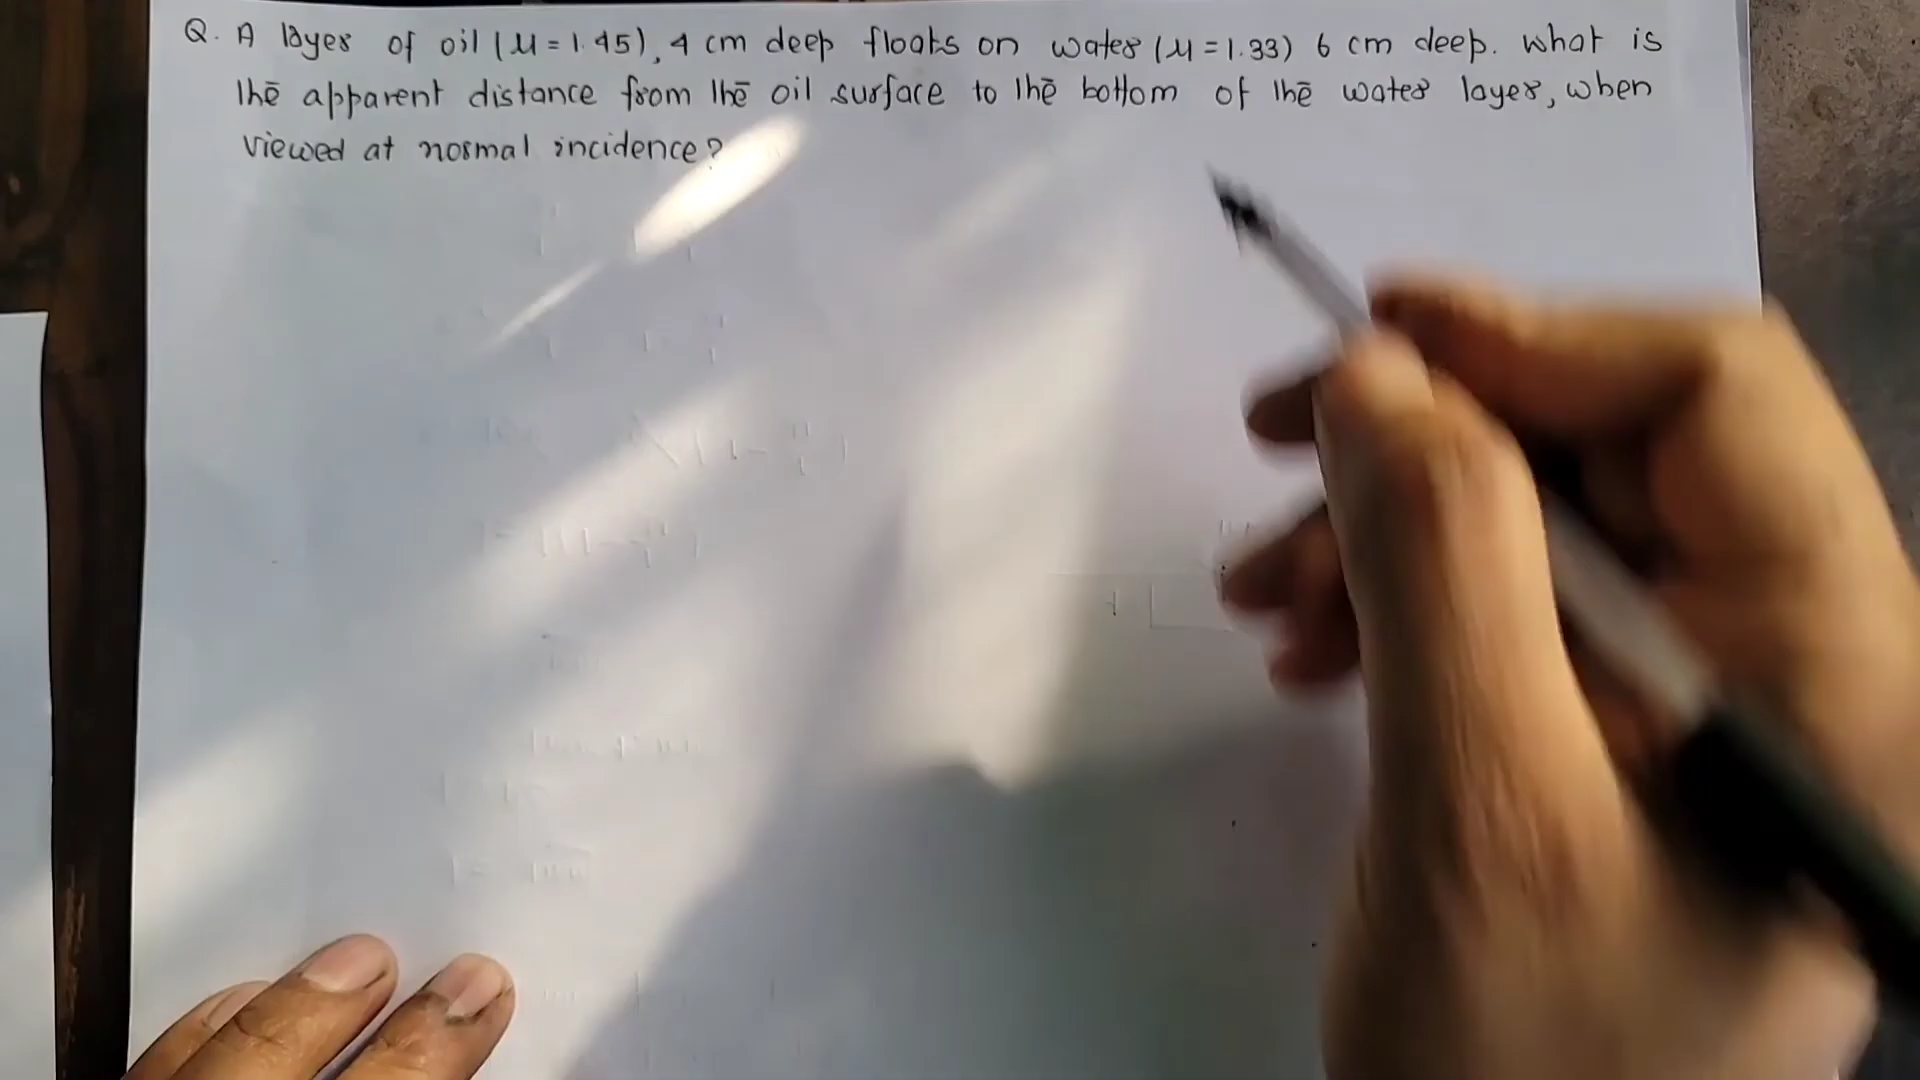 Q. A layer of oil (μ = 1.45), 4 cm deep floats on water (μ = 1.33) 6 cm deep. What is
the apparent distance from the oil surface to the bottom of the water layer, when
viewed at normal incidence?